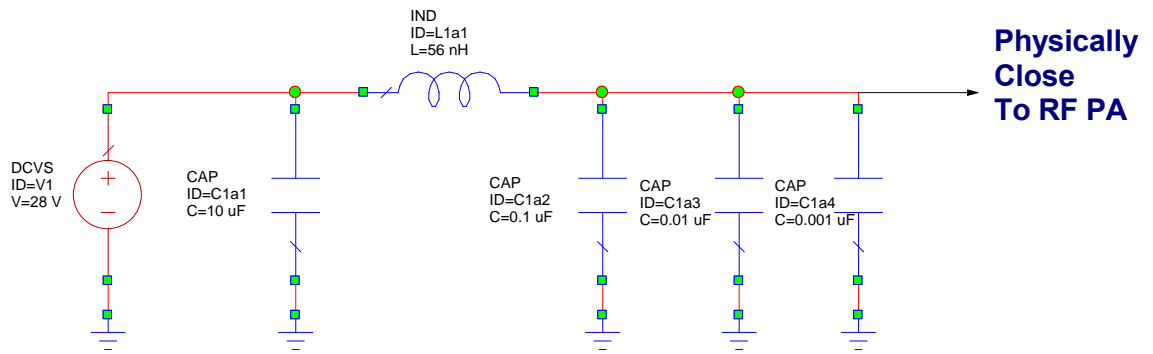 IND
ID=L1a1
L=56 nH
Physically
Close
To RF PA
DCVS
ID=V1
V=28 V
CAP
ID=C1a1
C=10 uF
CAP
ID=C1a2
C=0.1 uF
CAP
ID=C1a3
C=0.01 uF
CAP
ID=C1a4
C=0.001 uF